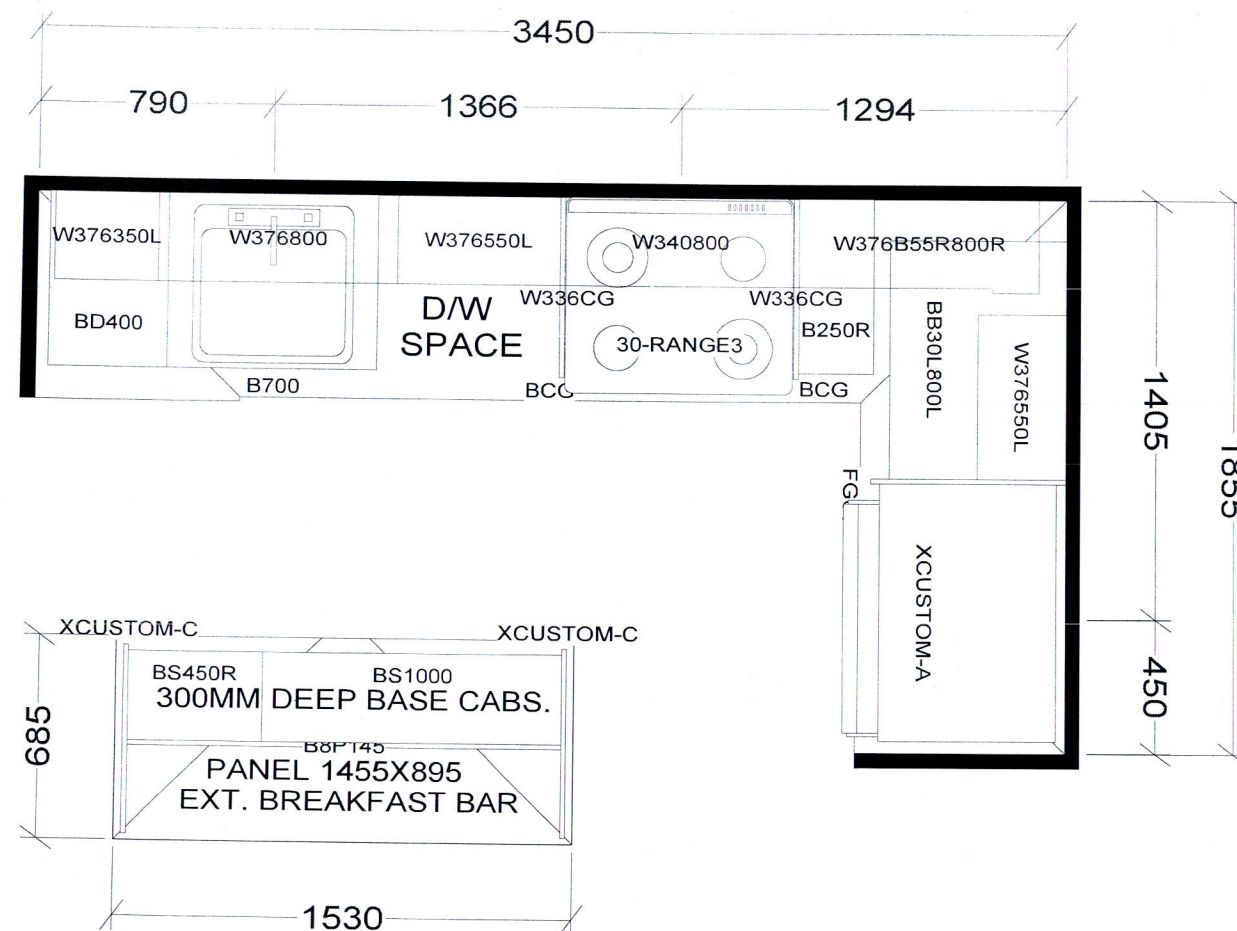 3450
790
1366
1294
W376350L
W376800
W376550L
W340800
W376B55R800R
W336CG
W336CG
BD400
D/W
SPACE
30-RANGE3
B250R
B700
BCG
BCG
BB30L800L
W376550L
1405
1855
FG
XCUSTOM-A
450
XCUSTOM-C
XCUSTOM-C
BS450R
BS1000
300MM DEEP BASE CABS.
685
B8P145
PANEL 1455X895
EXT. BREAKFAST BAR
1530